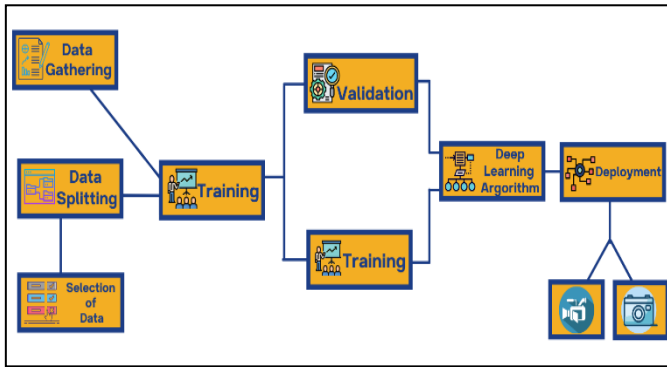 Data
Gathering
Data
Splitting
Selection
of
Data
Training
Validation
Training
Deep
Learning
Argorithm
Deployment